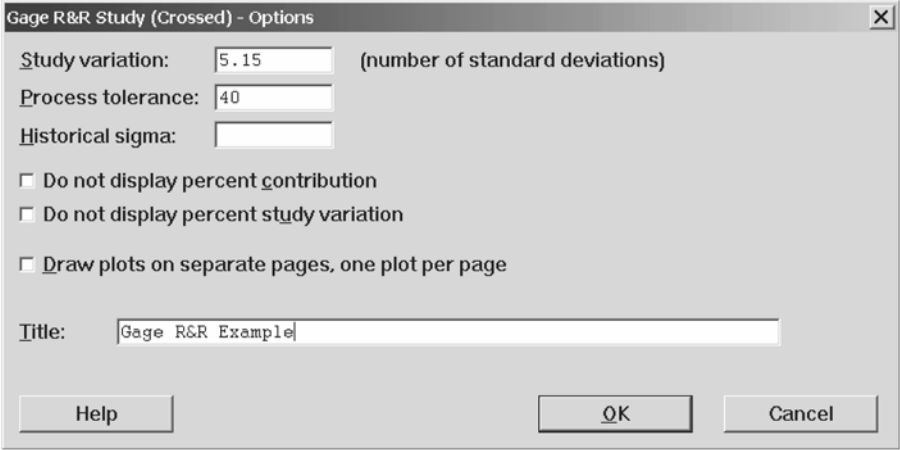 Gage R&R Study (Crossed) - Options
Study variation: 5.15 (number of standard deviations)
Process tolerance: 40
Historical sigma:
Do not display percent contribution
Do not display percent study variation
Draw plots on separate pages, one plot per page
Title: Gage R&R Example
Help OK Cancel